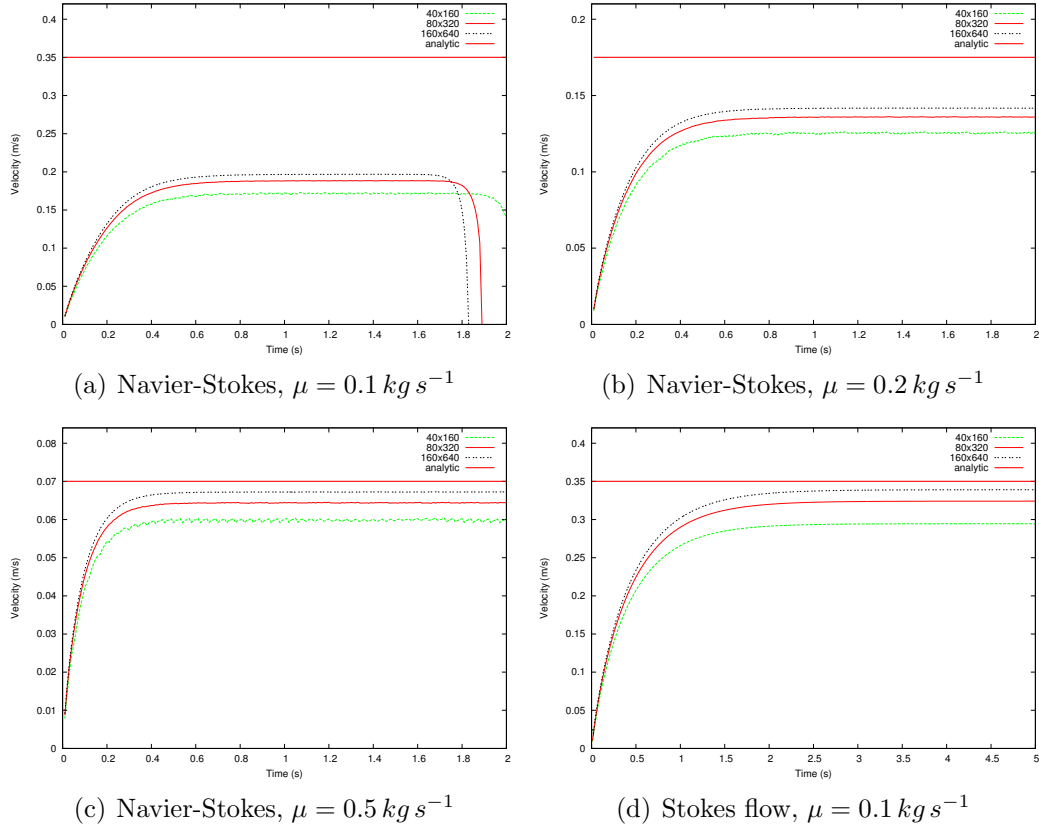 0.4
0.35
0.3
0.25
0.2
0.15
0.1
0.05
0
Velocity (m/s)
40x160
80x320
160x640
analytic
0 0.2 0.4 0.6 0.8 1 1.2 1.4 1.6 1.8 2
Time (s)
(a) Navier-Stokes, μ = 0.1 kg s⁻¹
0.2
0.15
0.1
0.05
0
Velocity (m/s)
40x160
80x320
160x640
analytic
0 0.2 0.4 0.6 0.8 1 1.2 1.4 1.6 1.8 2
Time (s)
(b) Navier-Stokes, μ = 0.2 kg s⁻¹
0.08
0.07
0.06
0.05
0.04
0.03
0.02
0.01
0
Velocity (m/s)
40x160
80x320
160x640
analytic
0 0.2 0.4 0.6 0.8 1 1.2 1.4 1.6 1.8 2
Time (s)
(c) Navier-Stokes, μ = 0.5 kg s⁻¹
0.4
0.35
0.3
0.25
0.2
0.15
0.1
0.05
0
Velocity (m/s)
40x160
80x320
160x640
analytic
0 0.5 1 1.5 2 2.5 3 3.5 4 4.5 5
Time (s)
(d) Stokes flow, μ = 0.1 kg s⁻¹